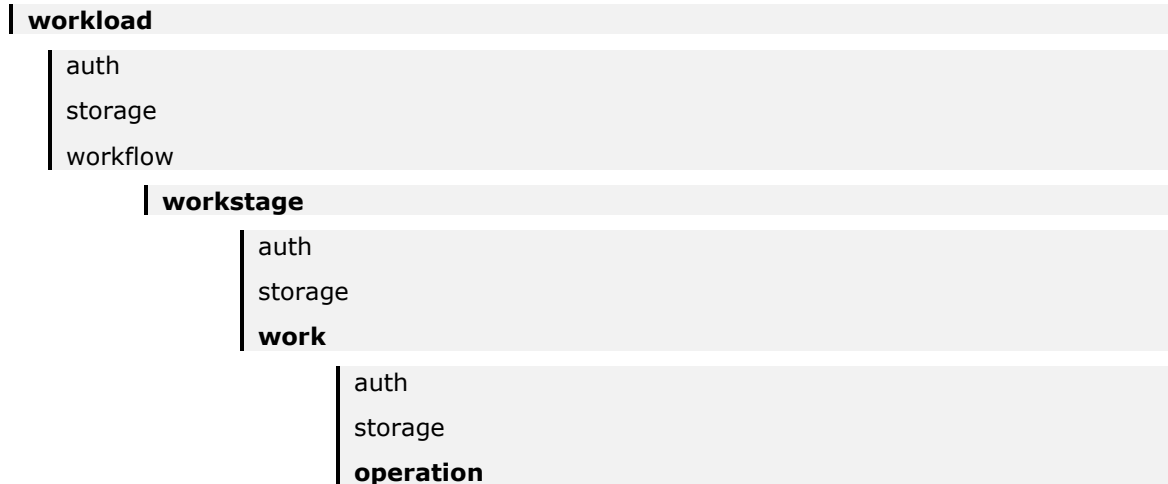 workload
auth
storage
workflow
workstage
auth
storage
work
auth
storage
operation